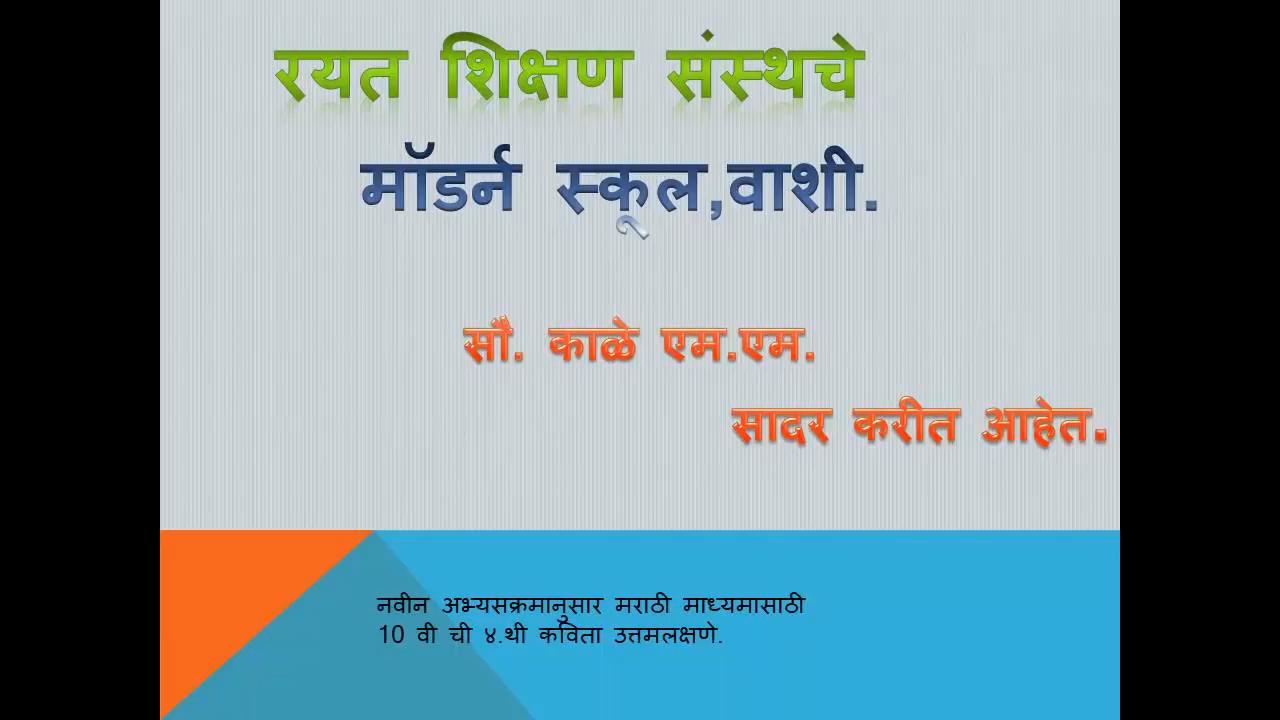 रयत शिक्षण संस्थचे
मॉडर्न स्कूल,वाशी.
सौ. काळे एम.एम.
सादर करीत आहेत.
नवीन अभ्यसक्रमानुसार मराठी माध्यमासाठी
10 वी ची ४.थी कविता उत्तमलक्षणे.